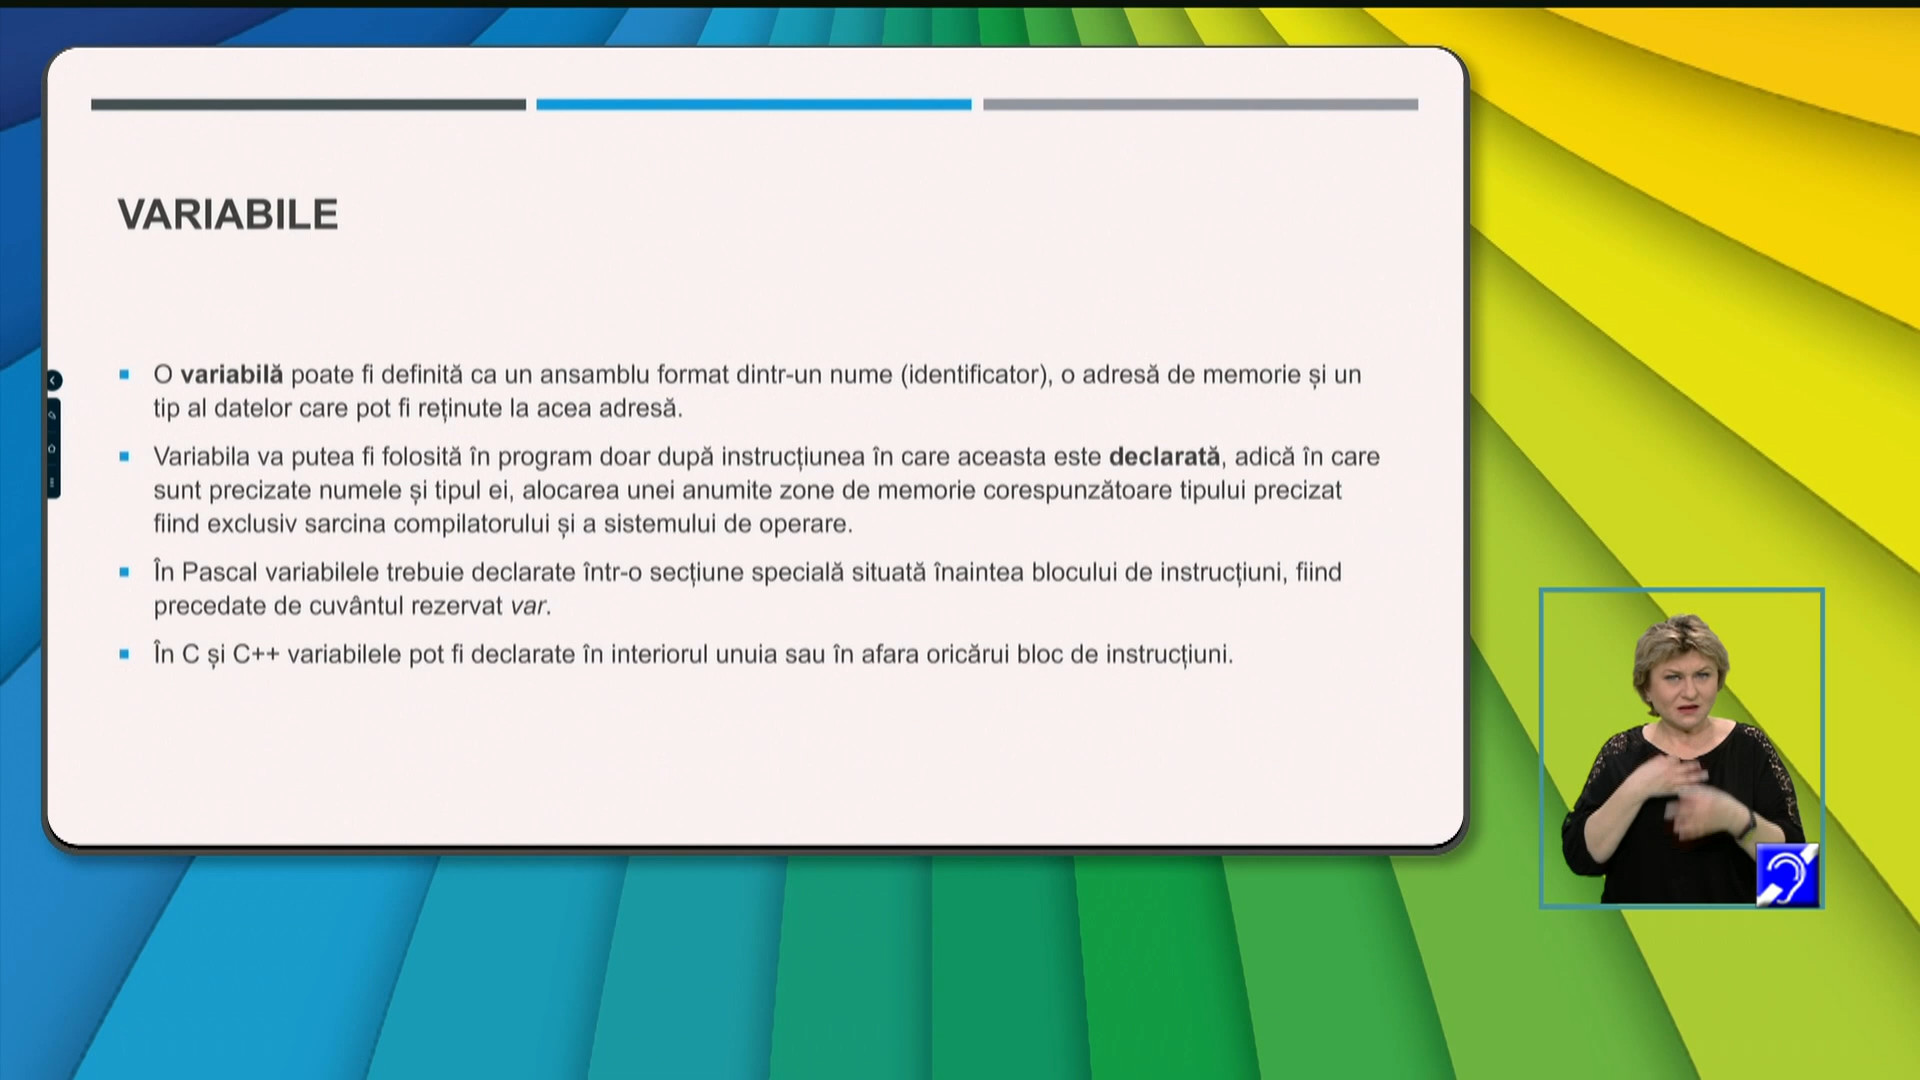 VARIABILE
O variabilă poate fi definită ca un ansamblu format dintr-un nume (identificator), o adresă de memorie și un
tip al datelor care pot fi reținute la acea adresă.
Variabila va putea fi folosită în program doar după instrucțiunea în care aceasta este declarată, adică în care
sunt precizate numele și tipul ei, alocarea unei anumite zone de memorie corespunzătoare tipului precizat
fiind exclusiv sarcina compilatorului și a sistemului de operare.
În Pascal variabilele trebuie declarate într-o secțiune specială situată înaintea blocului de instrucțiuni, fiind
precedate de cuvântul rezervat var.
În C și C++ variabilele pot fi declarate în interiorul unuia sau în afara oricărui bloc de instrucțiuni.